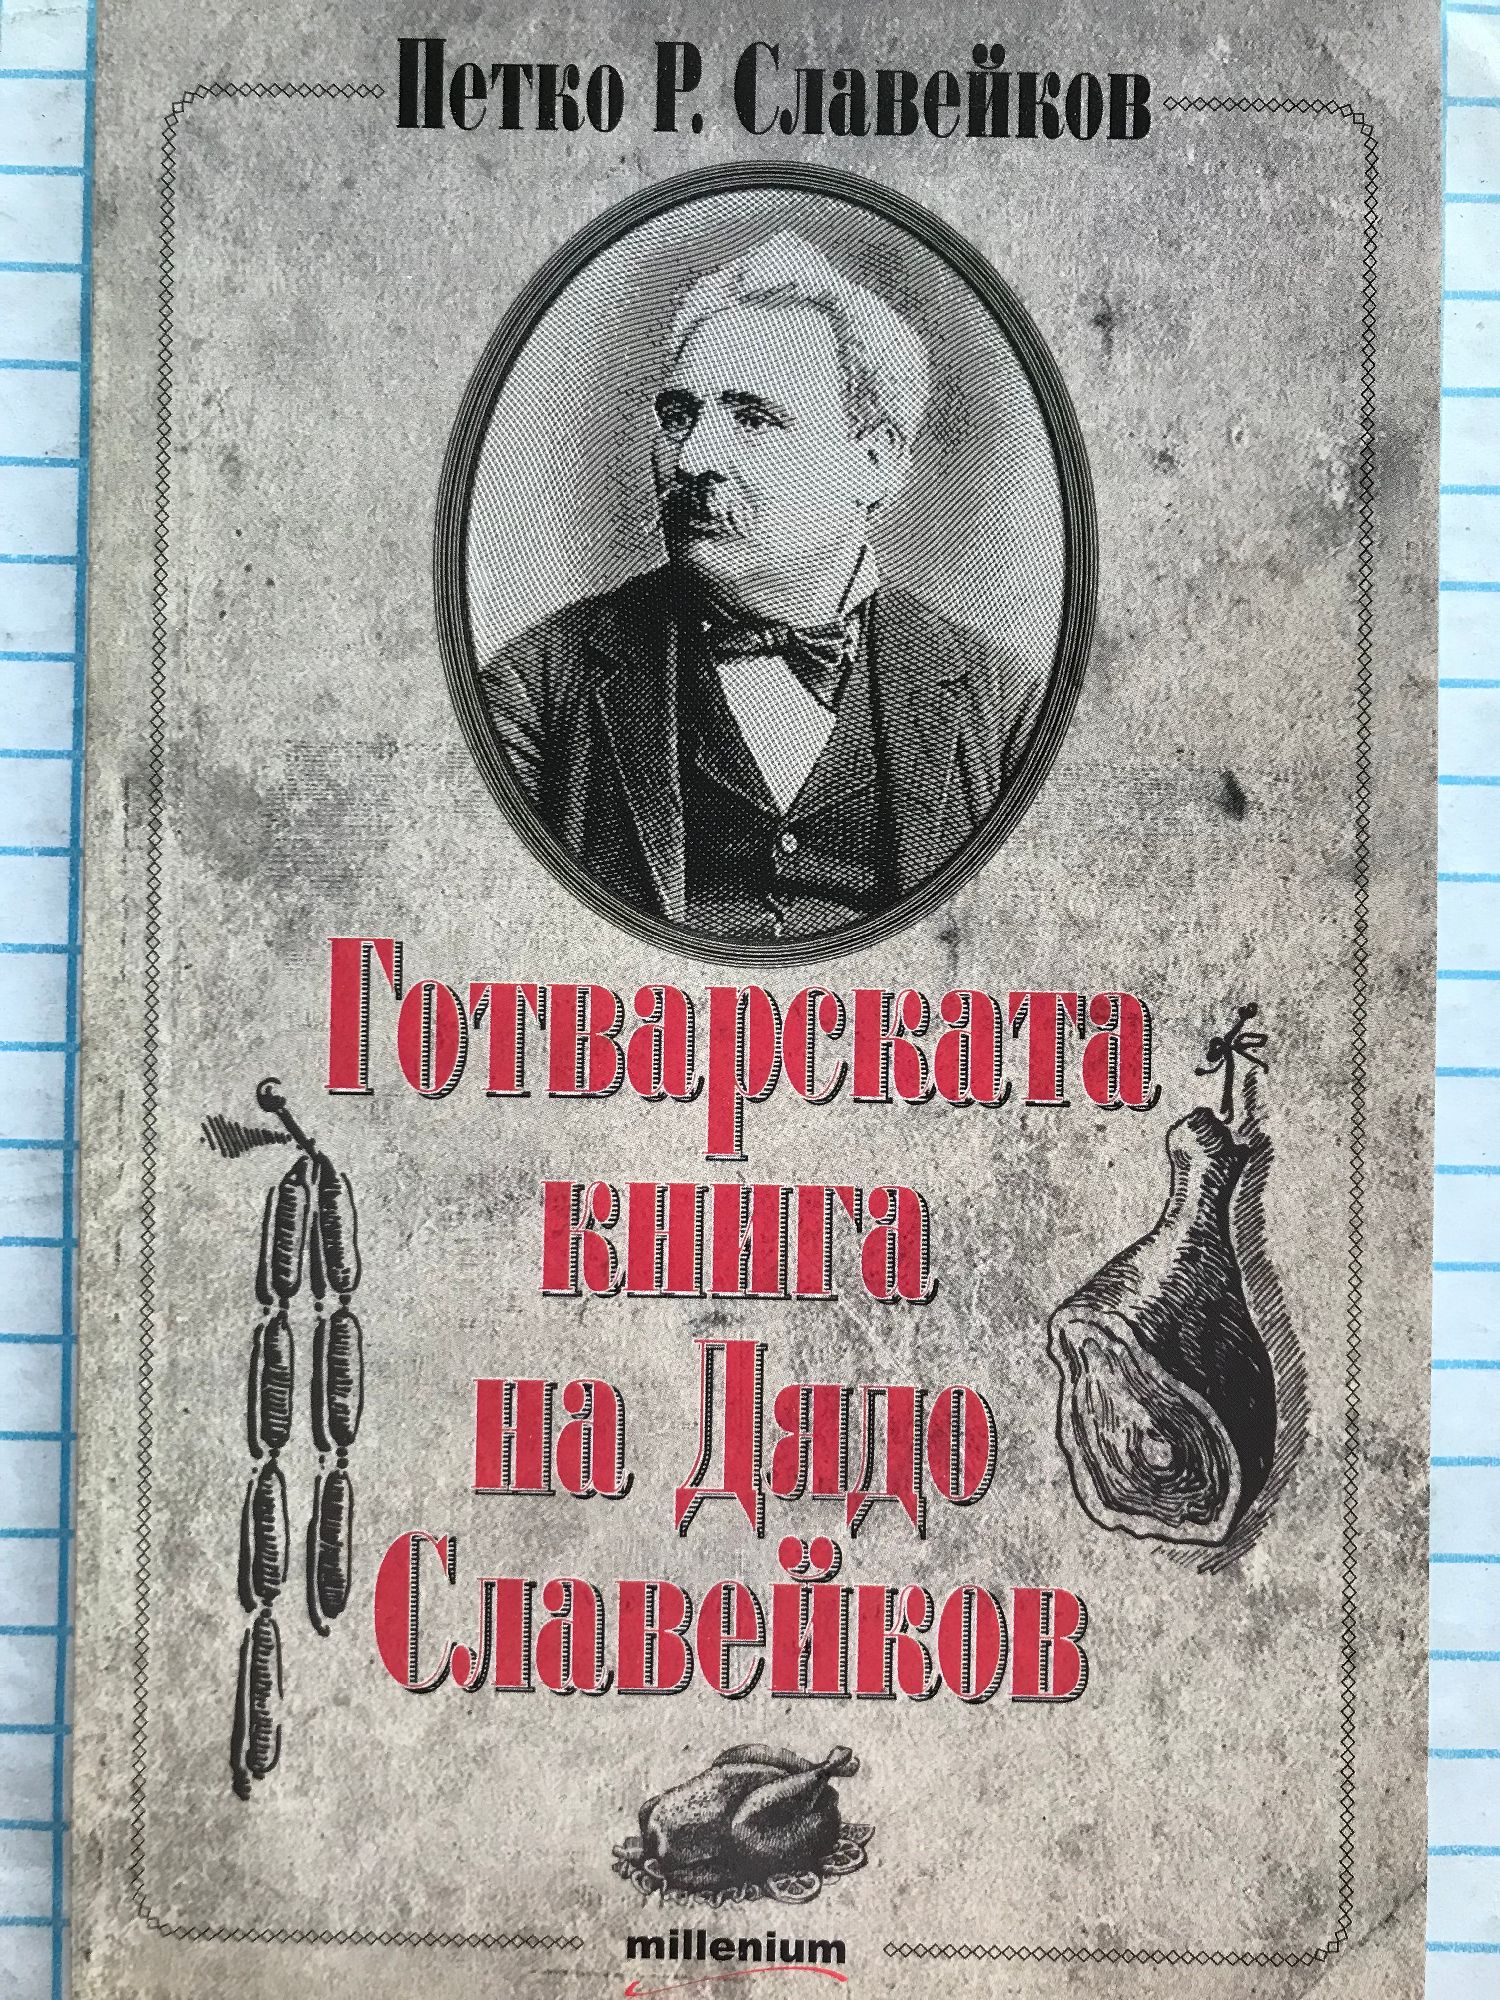 Петко Р. Славейков
Готварската
книга
на Дядо
Славейков
millenium